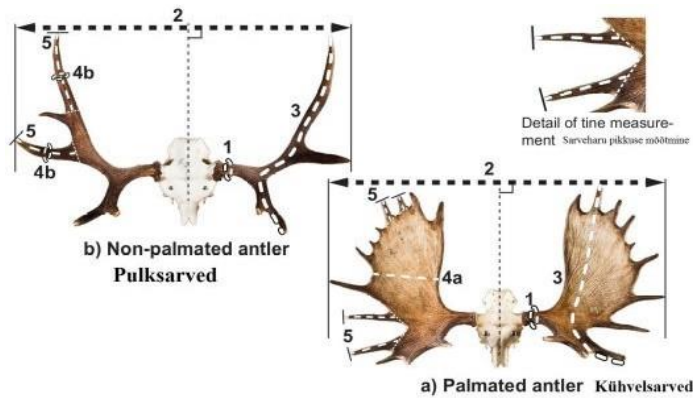 2
5
4b
3
5
1
4b
b) Non-palmated antler
Pulksarved
Detail of tine measure-
ment Sarveharu pikkuse mõõtmine
2
5
4a
3
1
5
a) Palmated antler Kühvelsarved